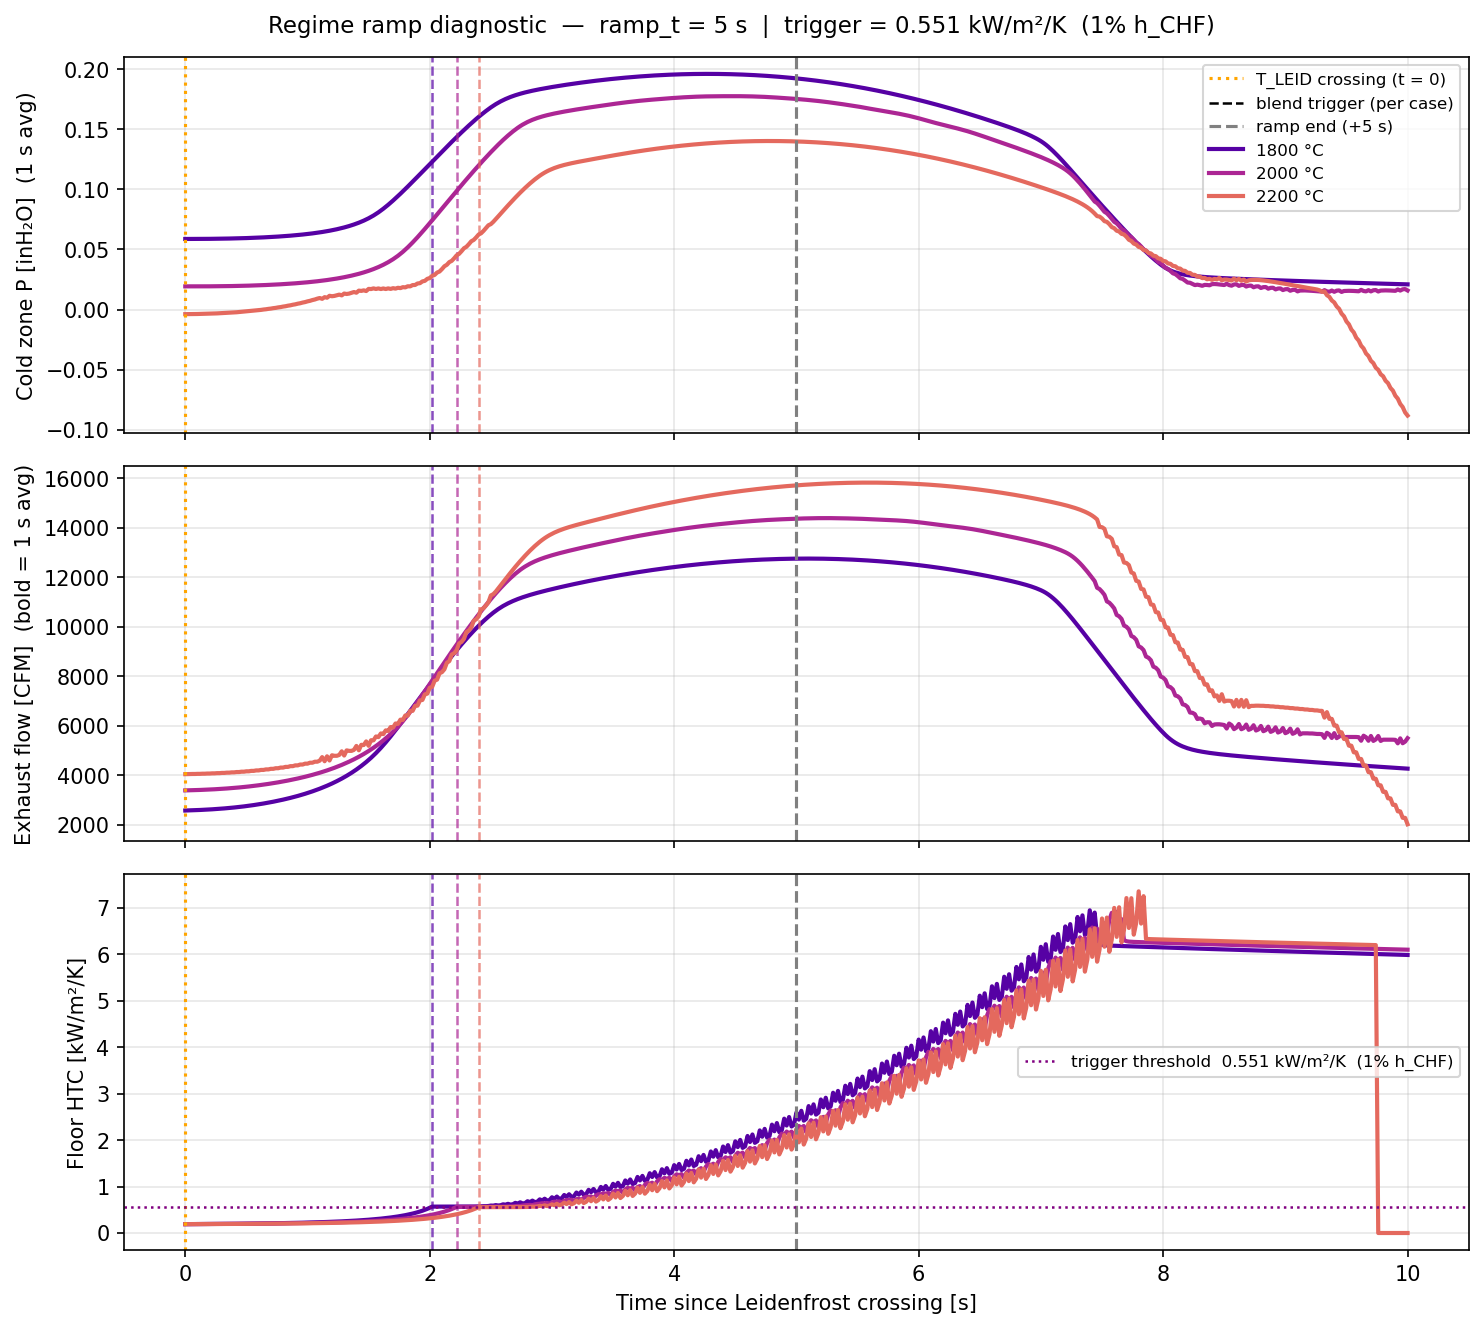 Regime ramp diagnostic — ramp_t = 5 s | trigger = 0.551 kW/m²/K (1% h_CHF)
Cold zone P [inH₂O] (1 s avg)
0.20
0.15
0.10
0.05
0.00
−0.05
−0.10
T_LEID crossing (t = 0)
blend trigger (per case)
ramp end (+5 s)
1800 °C
2000 °C
2200 °C
Exhaust flow [CFM] (bold = 1 s avg)
16000
14000
12000
10000
8000
6000
4000
2000
Floor HTC [kW/m²/K]
7
6
5
4
3
2
1
0
trigger threshold 0.551 kW/m²/K (1% h_CHF)
0 2 4 6 8 10
Time since Leidenfrost crossing [s]